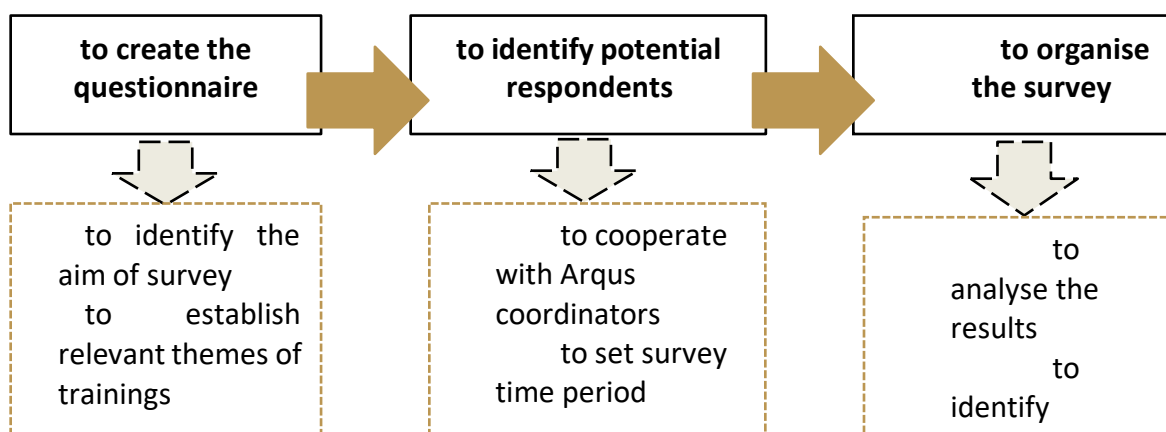 to create the
questionnaire
to identify potential
respondents
to organise
the survey
to identify the
aim of survey
to establish
relevant themes of
trainings
to cooperate
with Arqus
coordinators
to set survey
time period
to
analyse the
results
to
identify